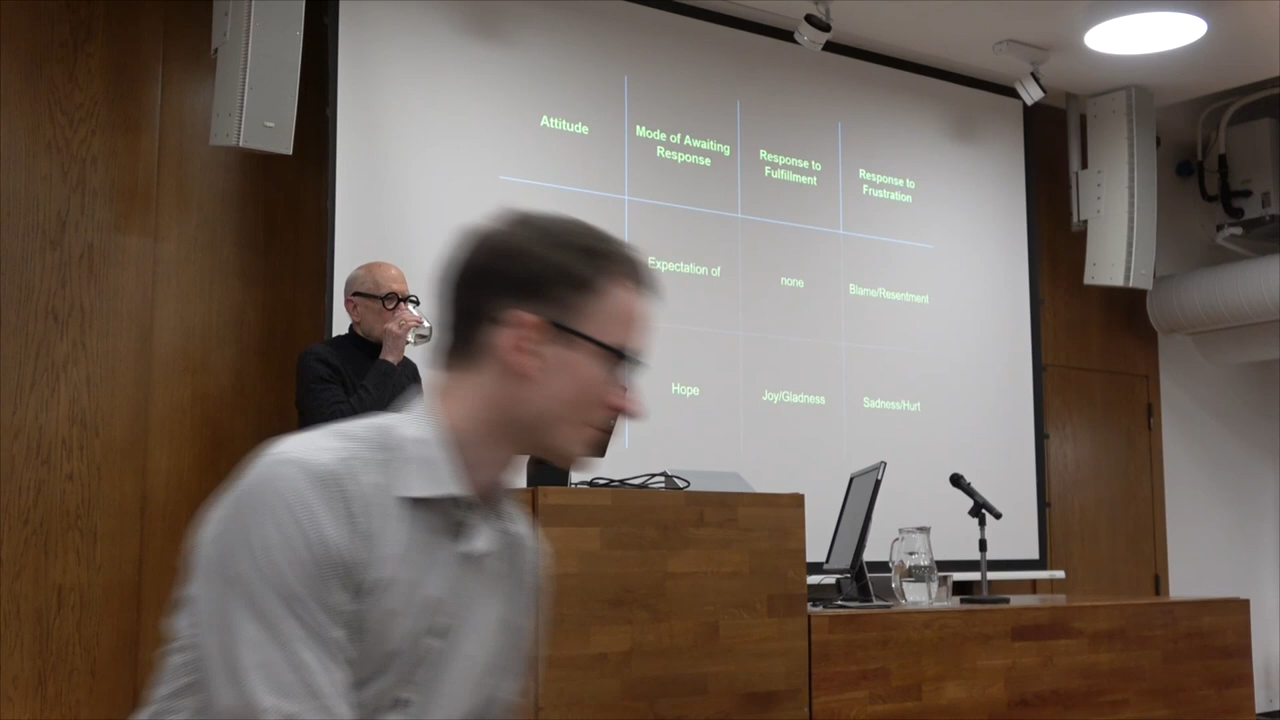 Attitude
Mode of Awaiting
Response
Response to
Fulfillment
Response to
Frustration
Expectation of
none
Blame/Resentment
Hope
Joy/Gladness
Sadness/Hurt